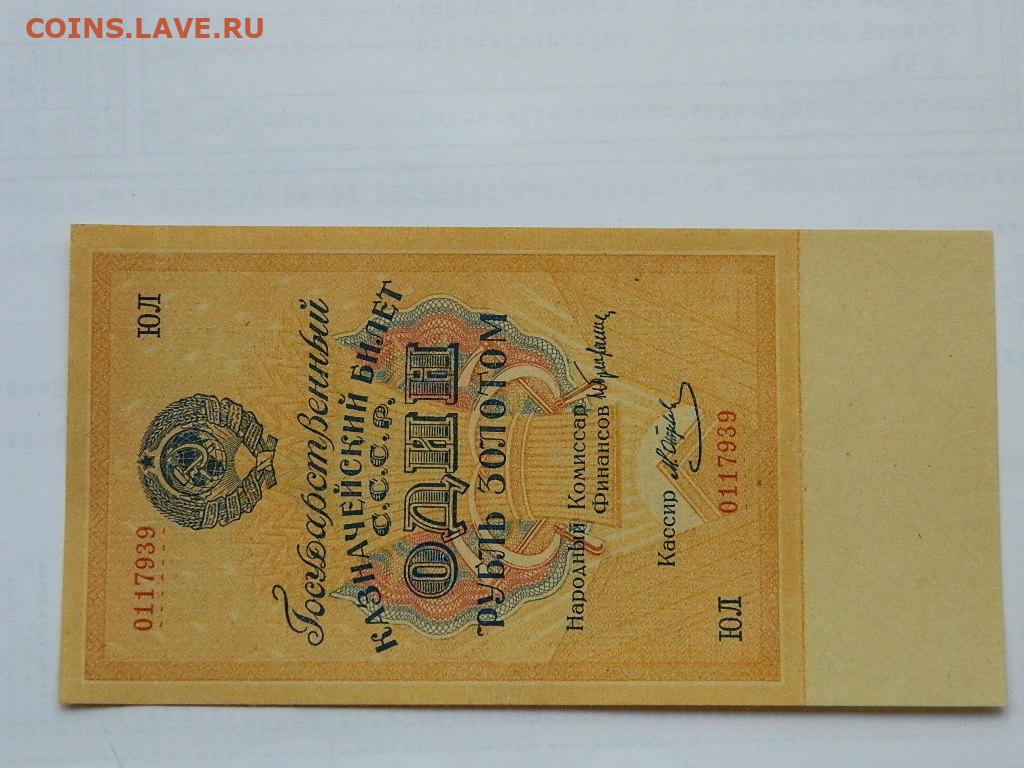 COINS.LAVE.RU
0117939 ЮЛ
Государственный
КАЗНАЧЕЙСКИЙ БИЛЕТ
С.С.С.Р.
ОДИН
РУБЛЬ ЗОЛОТОМ
Народный Комиссар
Финансов
Кассир
ЮЛ 0117939